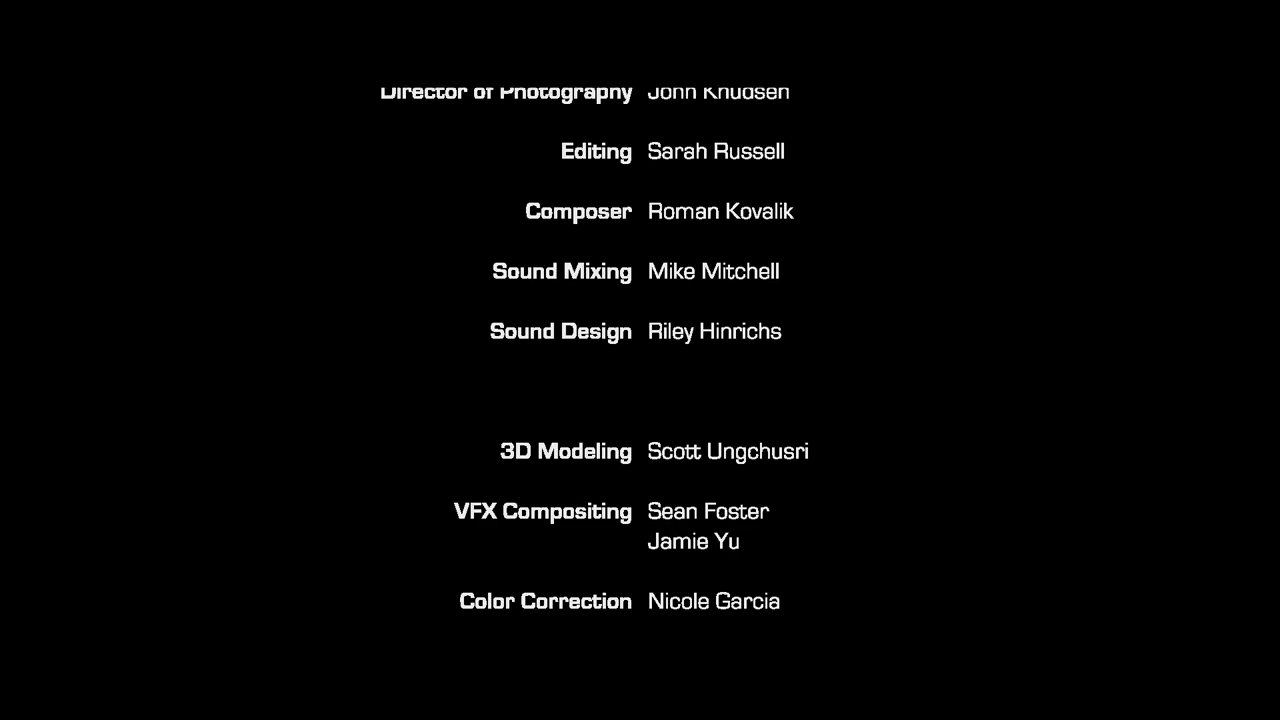 Director of Photography John Knudsen
Editing Sarah Russell
Composer Roman Kovalik
Sound Mixing Mike Mitchell
Sound Design Riley Hinrichs
3D Modeling Scott Ungchusri
VFX Compositing Sean Foster
Jamie Yu
Color Correction Nicole Garcia